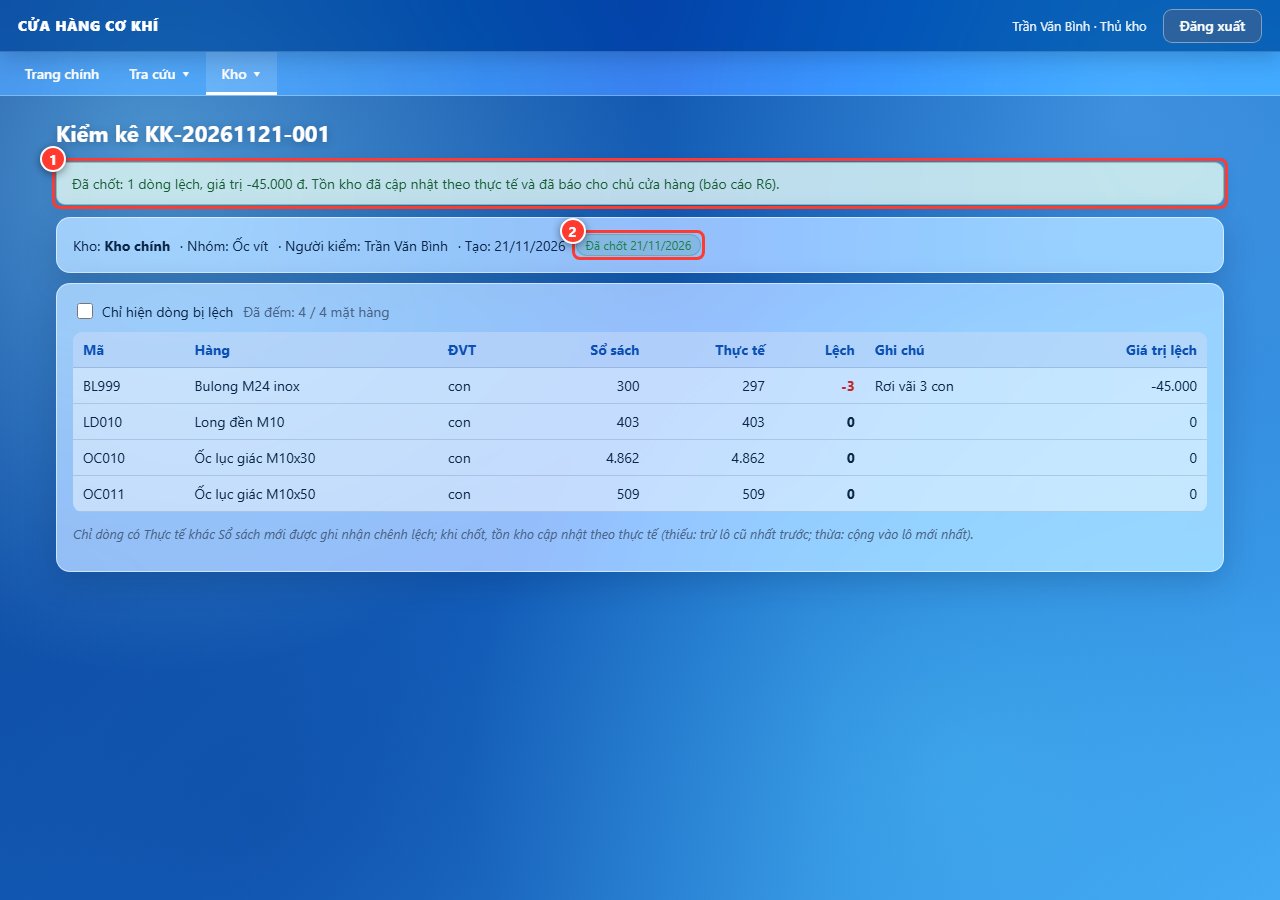 CỬA HÀNG CƠ KHÍ
Trần Văn Bình · Thủ kho
Đăng xuất
Trang chính
Tra cứu ▾
Kho ▾
Kiểm kê KK-20261121-001
1
Đã chốt: 1 dòng lệch, giá trị -45.000 đ. Tồn kho đã cập nhật theo thực tế và đã báo cho chủ cửa hàng (báo cáo R6).
2
Kho: Kho chính · Nhóm: Ốc vít · Người kiểm: Trần Văn Bình · Tạo: 21/11/2026 Đã chốt 21/11/2026
Chỉ hiện dòng bị lệch Đã đếm: 4 / 4 mặt hàng
Mã Hàng ĐVT Sổ sách Thực tế Lệch Ghi chú Giá trị lệch
BL999 Bulong M24 inox con 300 297 -3 Rơi vãi 3 con -45.000
LD010 Long đền M10 con 403 403 0 0
OC010 Ốc lục giác M10x30 con 4.862 4.862 0 0
OC011 Ốc lục giác M10x50 con 509 509 0 0
Chỉ dòng có Thực tế khác Sổ sách mới được ghi nhận chênh lệch; khi chốt, tồn kho cập nhật theo thực tế (thiếu: trừ lô cũ nhất trước; thừa: cộng vào lô mới nhất).